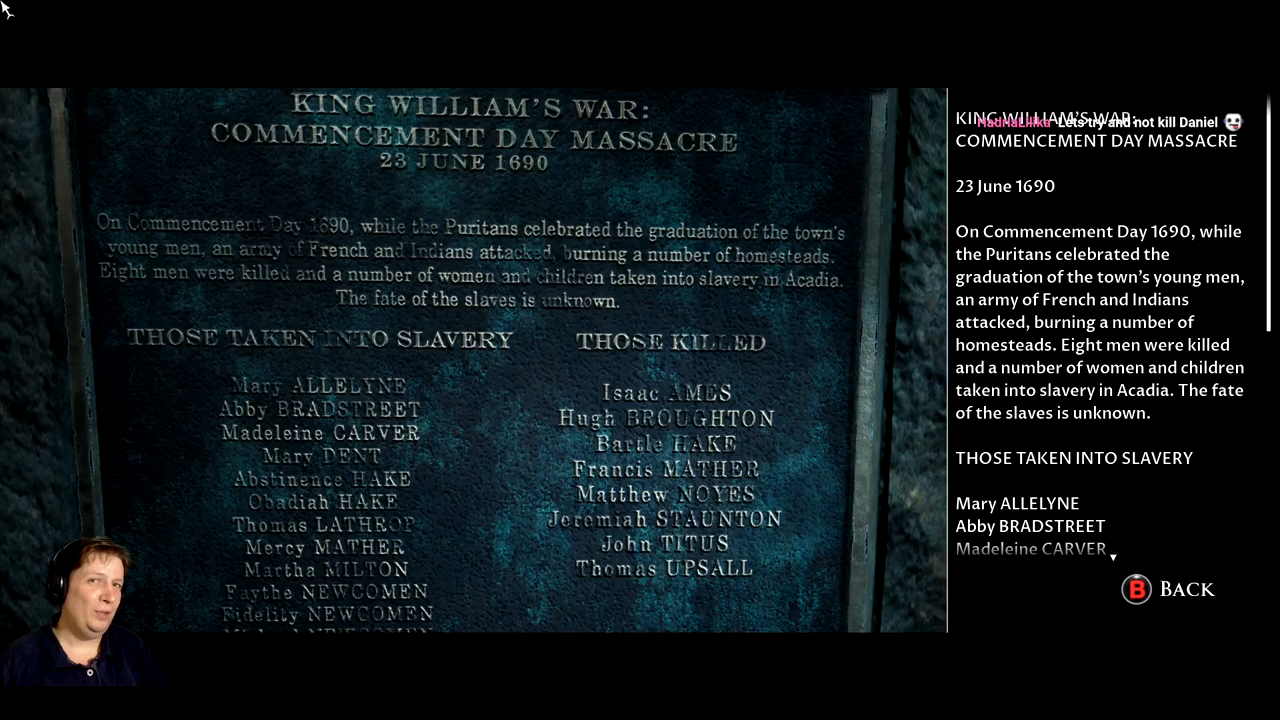 KING WILLIAM'S WAR:
COMMENCEMENT DAY MASSACRE
23 JUNE 1690
On Commencement Day 1690, while the Puritans celebrated the graduation of the town's
young men, an army of French and Indians attacked, burning a number of homesteads.
Eight men were killed and a number of women and children taken into slavery in Acadia.
The fate of the slaves is unknown.
THOSE TAKEN INTO SLAVERY
Mary ALLELYNE
Abby BRADSTREET
Madeleine CARVER
Mary DENT
Abstinence HAKE
Obadiah HAKE
Thomas LATHROP
Mercy MATHER
Martha MILTON
Faythe NEWCOMEN
Fidelity NEWCOMEN
THOSE KILLED
Isaac AMES
Hugh BROUGHTON
Bartle HAKE
Francis MATHER
Matthew NOYES
Jeremiah STAUNTON
John TITUS
Thomas UPSALL
KING WILLIAM'S WAR:
Lets try and not kill Daniel
COMMENCEMENT DAY MASSACRE
23 June 1690
On Commencement Day 1690, while
the Puritans celebrated the
graduation of the town's young men,
an army of French and Indians
attacked, burning a number of
homesteads. Eight men were killed
and a number of women and children
taken into slavery in Acadia. The fate
of the slaves is unknown.
THOSE TAKEN INTO SLAVERY
Mary ALLELYNE
Abby BRADSTREET
Madeleine CARVER
B BACK